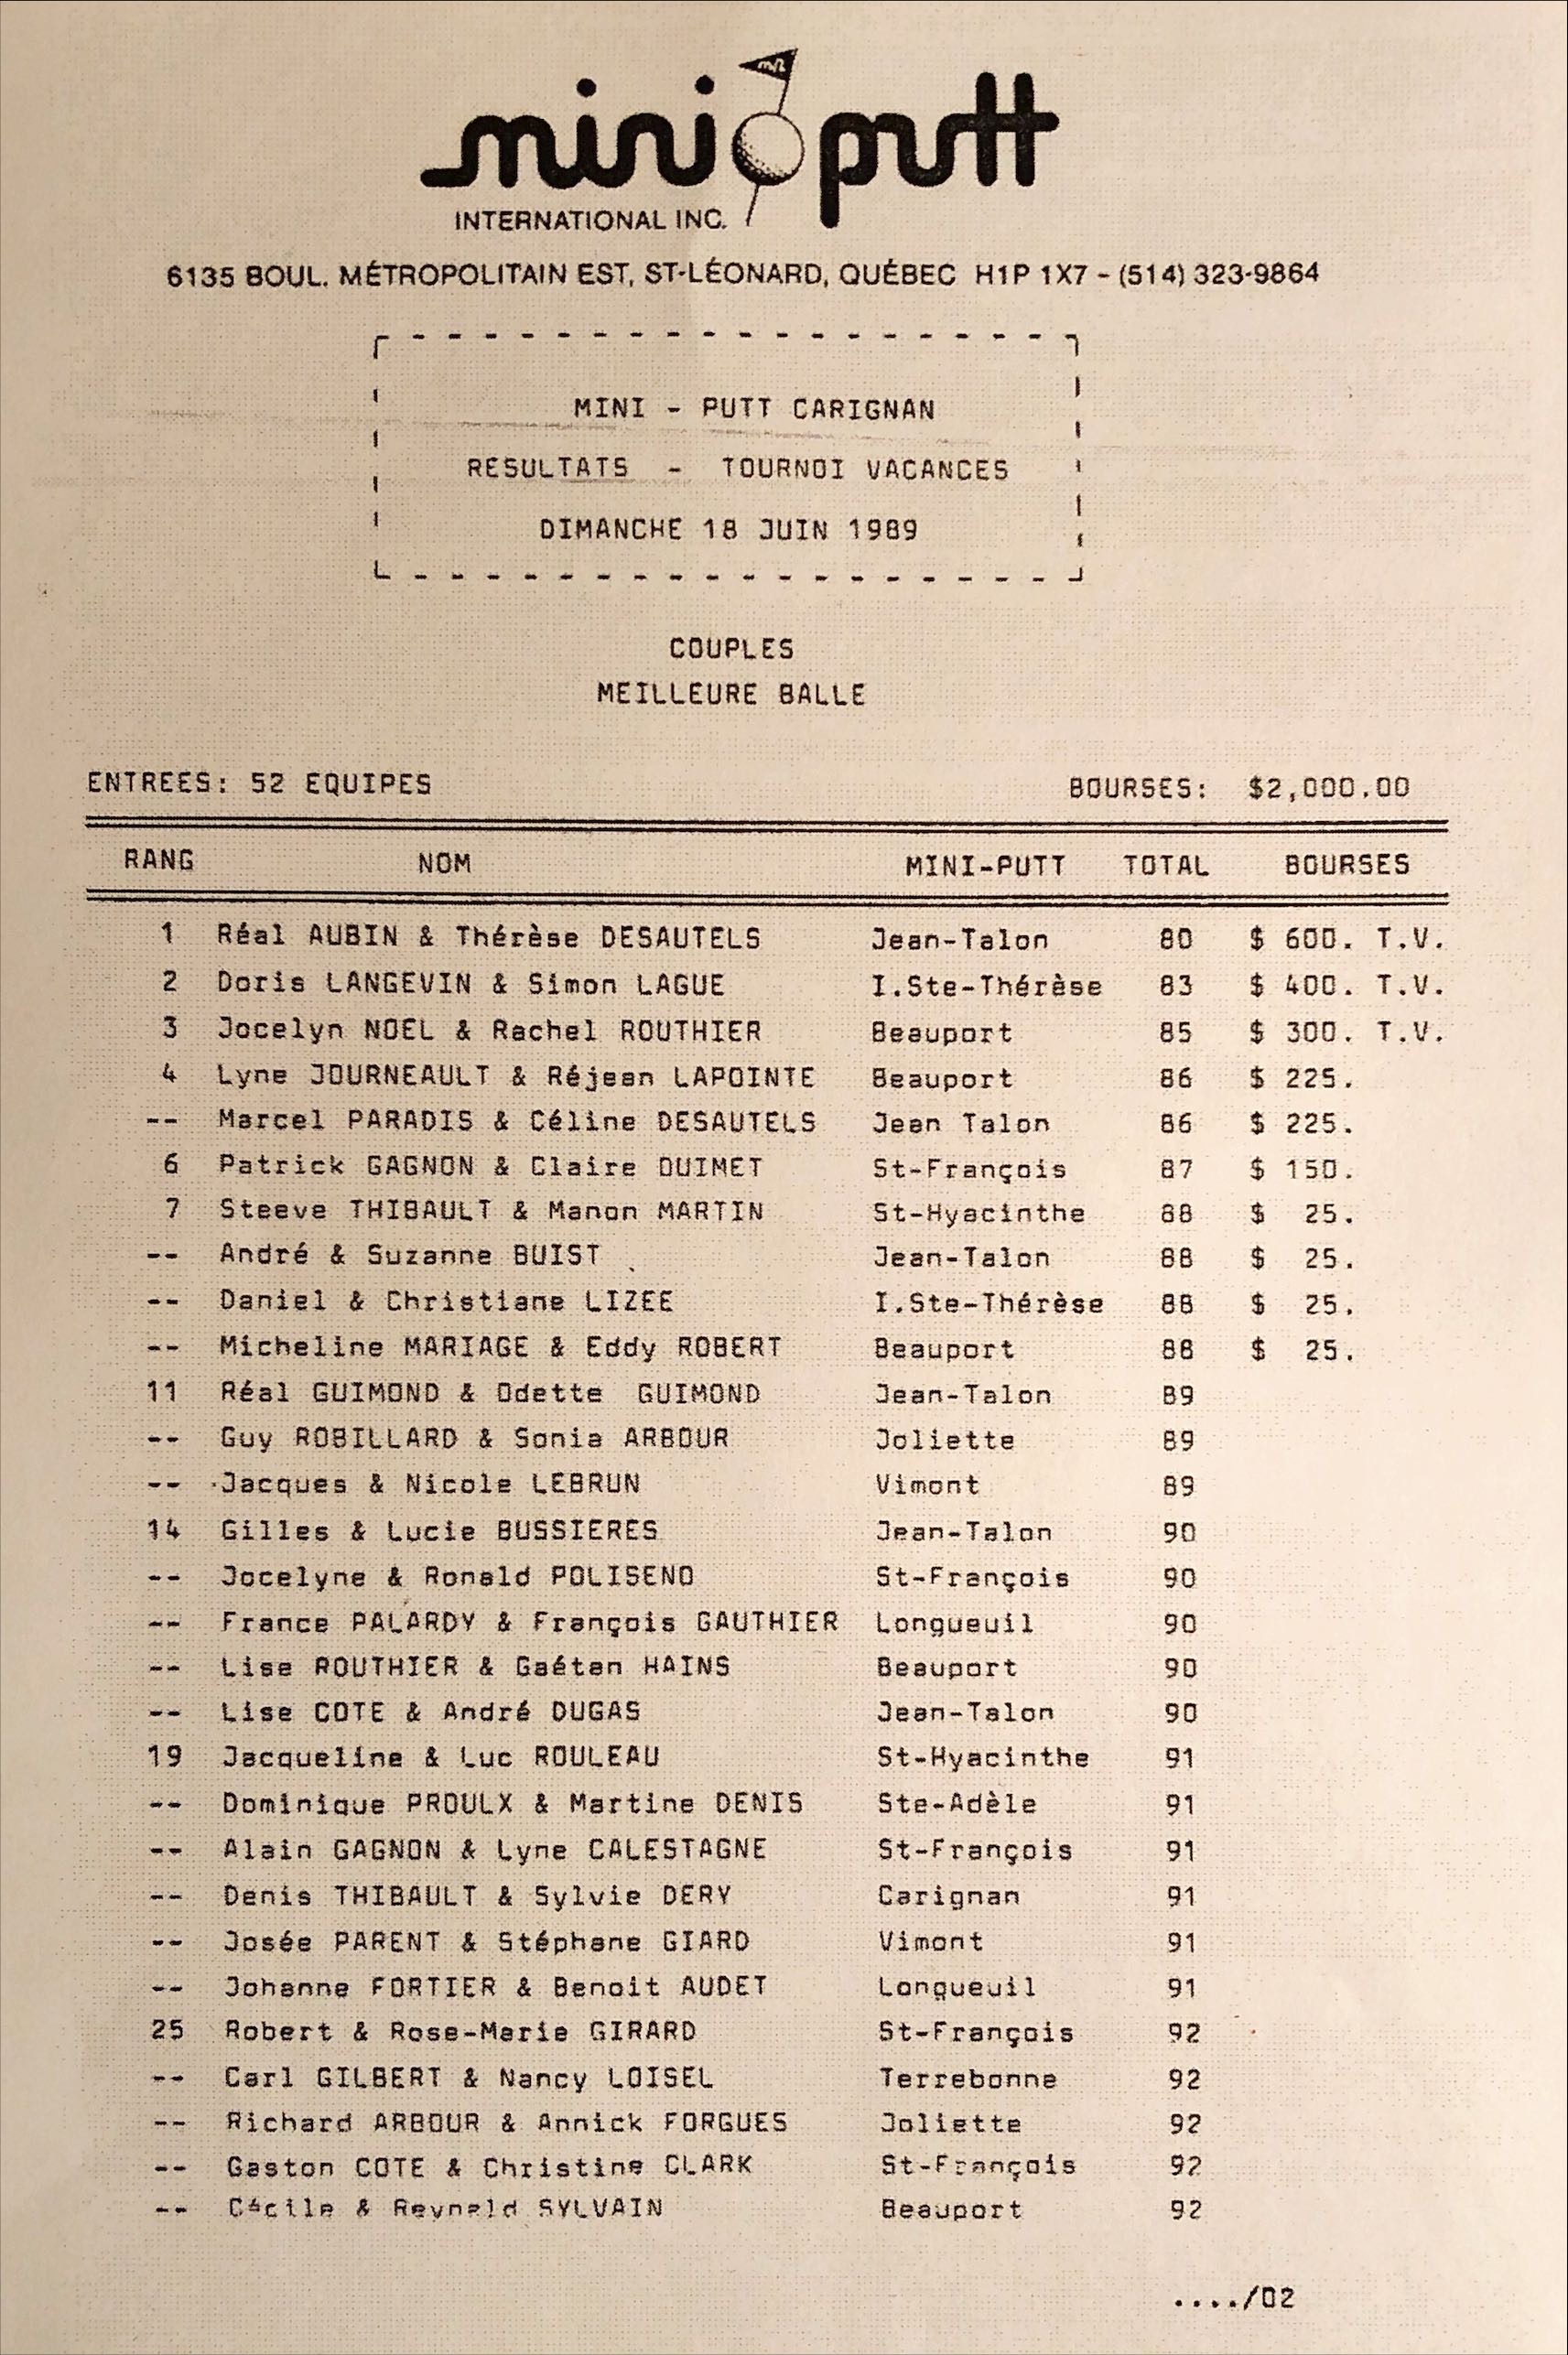 mini putt
INTERNATIONAL INC.
6135 BOUL. MÉTROPOLITAIN EST, ST-LÉONARD, QUÉBEC H1P 1X7 - (514) 323-9864
MINI - PUTT CARIGNAN
RESULTATS - TOURNOI VACANCES
DIMANCHE 18 JUIN 1989
COUPLES
MEILLEURE BALLE
ENTREES: 52 EQUIPES BOURSES: $2,000.00
RANG NOM MINI-PUTT TOTAL BOURSES
1 Réal AUBIN & Thérèse DESAUTELS Jean-Talon 80 $ 600. T.V.
2 Doris LANGEVIN & Simon LAGUE I.Ste-Thérèse 83 $ 400. T.V.
3 Jocelyn NOEL & Rachel ROUTHIER Beauport 85 $ 300. T.V.
4 Lyne JOURNEAULT & Réjean LAPOINTE Beauport 86 $ 225.
-- Marcel PARADIS & Céline DESAUTELS Jean Talon 86 $ 225.
6 Patrick GAGNON & Claire OUIMET St-François 87 $ 150.
7 Steeve THIBAULT & Manon MARTIN St-Hyacinthe 88 $ 25.
-- André & Suzanne BUIST Jean-Talon 88 $ 25.
-- Daniel & Christiane LIZEE I.Ste-Thérèse 88 $ 25.
-- Micheline MARIAGE & Eddy ROBERT Beauport 88 $ 25.
11 Réal GUIMOND & Odette GUIMOND Jean-Talon 89
-- Guy ROBILLARD & Sonia ARBOUR Joliette 89
-- Jacques & Nicole LEBRUN Vimont 89
14 Gilles & Lucie BUSSIERES Jean-Talon 90
-- Jocelyne & Ronald POLISENO St-François 90
-- France PALARDY & François GAUTHIER Longueuil 90
-- Lise ROUTHIER & Gaétan HAINS Beauport 90
-- Lise COTE & André DUGAS Jean-Talon 90
19 Jacqueline & Luc ROULEAU St-Hyacinthe 91
-- Dominique PROULX & Martine DENIS Ste-Adèle 91
-- Alain GAGNON & Lyne CALESTAGNE St-François 91
-- Denis THIBAULT & Sylvie DERY Carignan 91
-- Josée PARENT & Stéphane GIARD Vimont 91
-- Johanne FORTIER & Benoit AUDET Longueuil 91
25 Robert & Rose-Marie GIRARD St-François 92
-- Carl GILBERT & Nancy LOISEL Terrebonne 92
-- Richard ARBOUR & Annick FORGUES Joliette 92
-- Gaston COTE & Christine CLARK St-François 92
-- Cécile & Reynald SYLVAIN Beauport 92
..../02